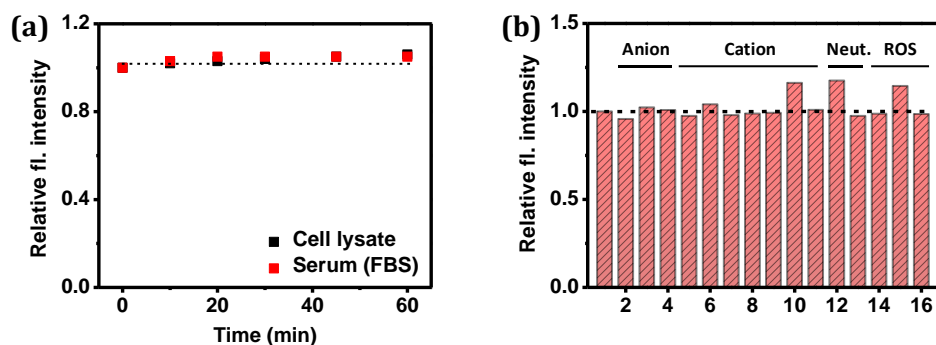 (a)
Relative fl. intensity
1.2
0.8
0.4
0.0
Cell lysate
Serum (FBS)
0 20 40 60
Time (min)
(b)
Relative fl. intensity
1.5
1.0
0.5
0.0
Anion Cation Neut. ROS
2 4 6 8 10 12 14 16